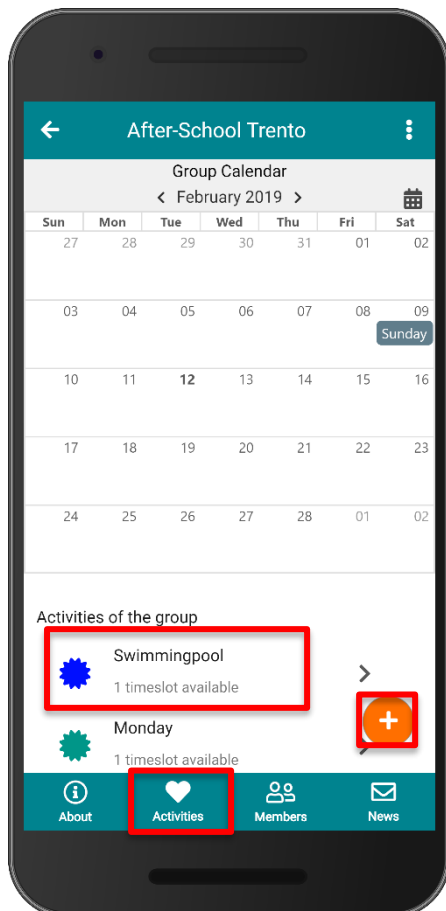 After-School Trento
Group Calendar
< February 2019 >
Sun Mon Tue Wed Thu Fri Sat
27 28 29 30 31 01 02
03 04 05 06 07 08 09
Sunday
10 11 12 13 14 15 16
17 18 19 20 21 22 23
24 25 26 27 28 01 02
Activities of the group
Swimmingpool
1 timeslot available
Monday
1 timeslot available
About Activities Members News